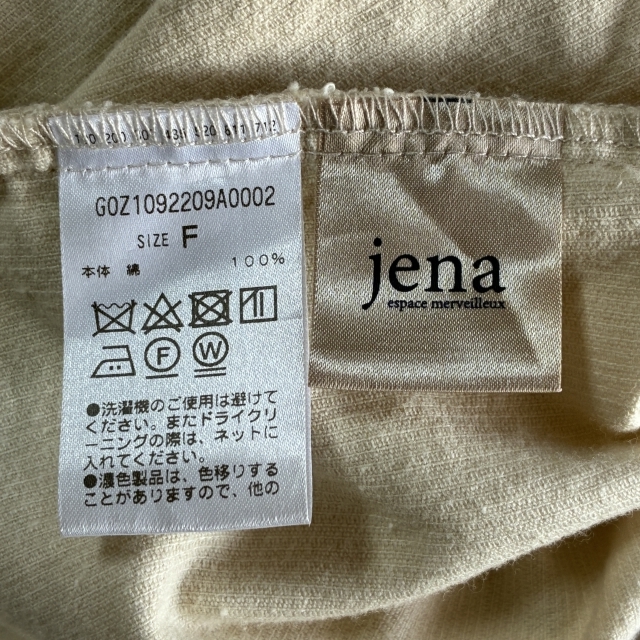 G0Z1092209A0002
SIZE F
本体 綿 100%
F W
●洗濯機のご使用は避けて
ください。またドライクリ
ーニングの際は、ネットに
入れてください。
●濃色製品は、色移りする
ことがありますので、他の
jena
espace merveilleux